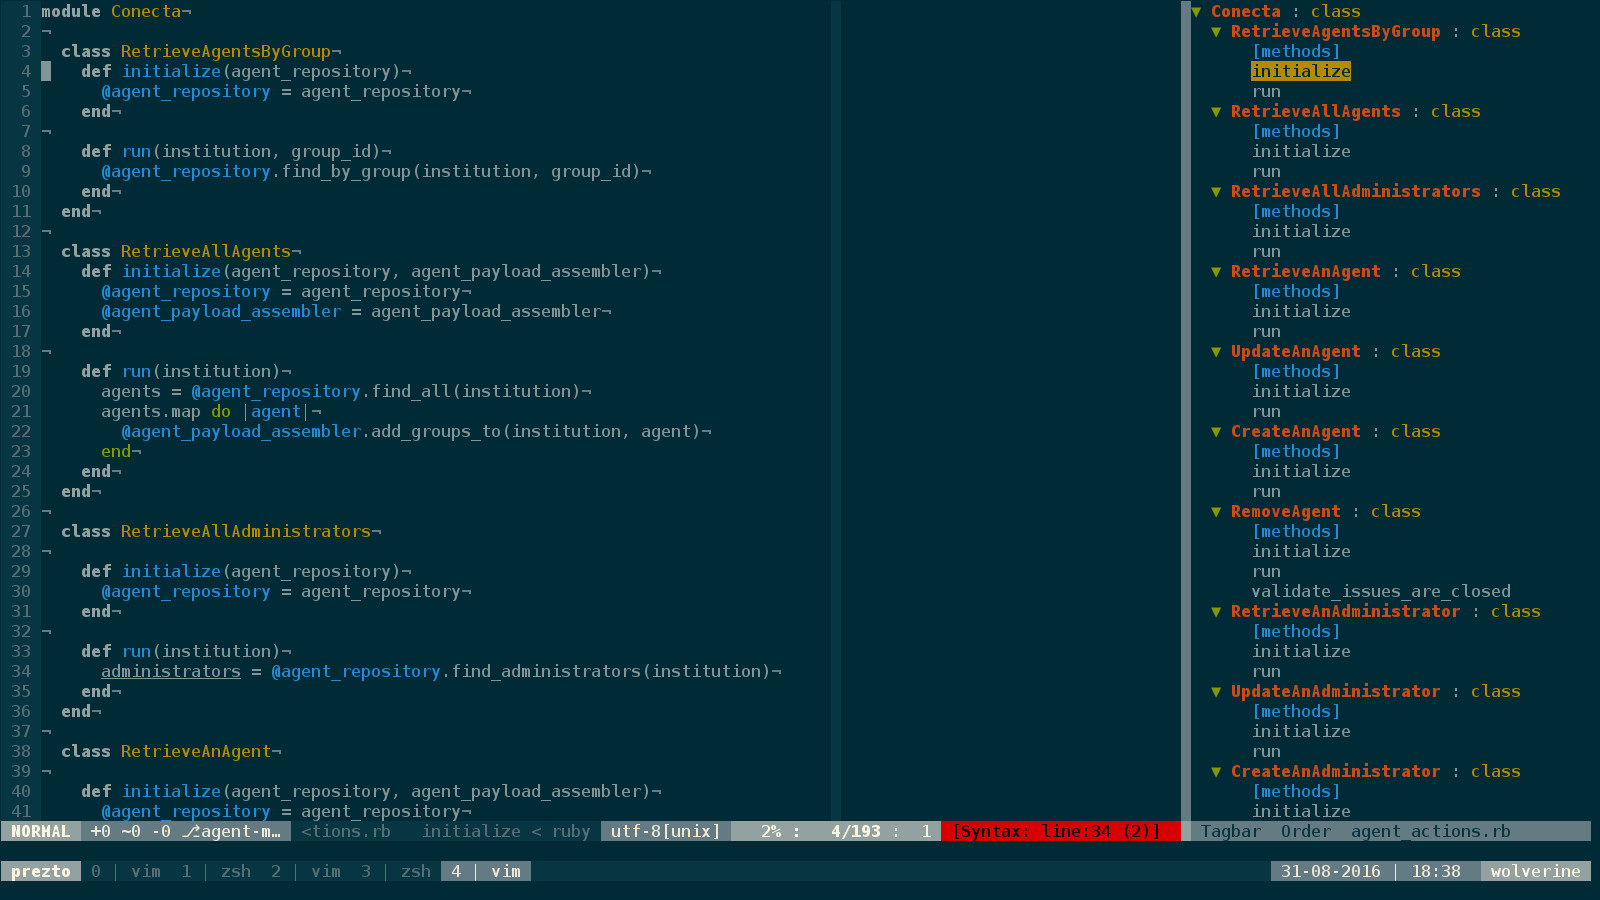 1 module Conecta¬
2 ¬
3   class RetrieveAgentsByGroup¬
4     def initialize(agent_repository)¬
5       @agent_repository = agent_repository¬
6     end¬
7 ¬
8     def run(institution, group_id)¬
9       @agent_repository.find_by_group(institution, group_id)¬
10     end¬
11   end¬
12 ¬
13   class RetrieveAllAgents¬
14     def initialize(agent_repository, agent_payload_assembler)¬
15       @agent_repository = agent_repository¬
16       @agent_payload_assembler = agent_payload_assembler¬
17     end¬
18 ¬
19     def run(institution)¬
20       agents = @agent_repository.find_all(institution)¬
21       agents.map do |agent|¬
22         @agent_payload_assembler.add_groups_to(institution, agent)¬
23       end¬
24     end¬
25   end¬
26 ¬
27   class RetrieveAllAdministrators¬
28 ¬
29     def initialize(agent_repository)¬
30       @agent_repository = agent_repository¬
31     end¬
32 ¬
33     def run(institution)¬
34       administrators = @agent_repository.find_administrators(institution)¬
35     end¬
36   end¬
37 ¬
38   class RetrieveAnAgent¬
39 ¬
40     def initialize(agent_repository, agent_payload_assembler)¬
41       @agent_repository = agent_repository¬
▼ Conecta : class
▼ RetrieveAgentsByGroup : class
[methods]
initialize
run
▼ RetrieveAllAgents : class
[methods]
initialize
run
▼ RetrieveAllAdministrators : class
[methods]
initialize
run
▼ RetrieveAnAgent : class
[methods]
initialize
run
▼ UpdateAnAgent : class
[methods]
initialize
run
▼ CreateAnAgent : class
[methods]
initialize
run
▼ RemoveAgent : class
[methods]
initialize
run
validate_issues_are_closed
▼ RetrieveAnAdministrator : class
[methods]
initialize
run
▼ UpdateAnAdministrator : class
[methods]
initialize
run
▼ CreateAnAdministrator : class
[methods]
initialize
NORMAL +0 ~0 -0 ⎇agent-m… <tions.rb initialize < ruby utf-8[unix] 2% : 4/193 : 1 [Syntax: line:34 (2)] Tagbar Order agent_actions.rb
prezto 0 | vim 1 | zsh 2 | vim 3 | zsh 4 | vim 31-08-2016 | 18:38 wolverine